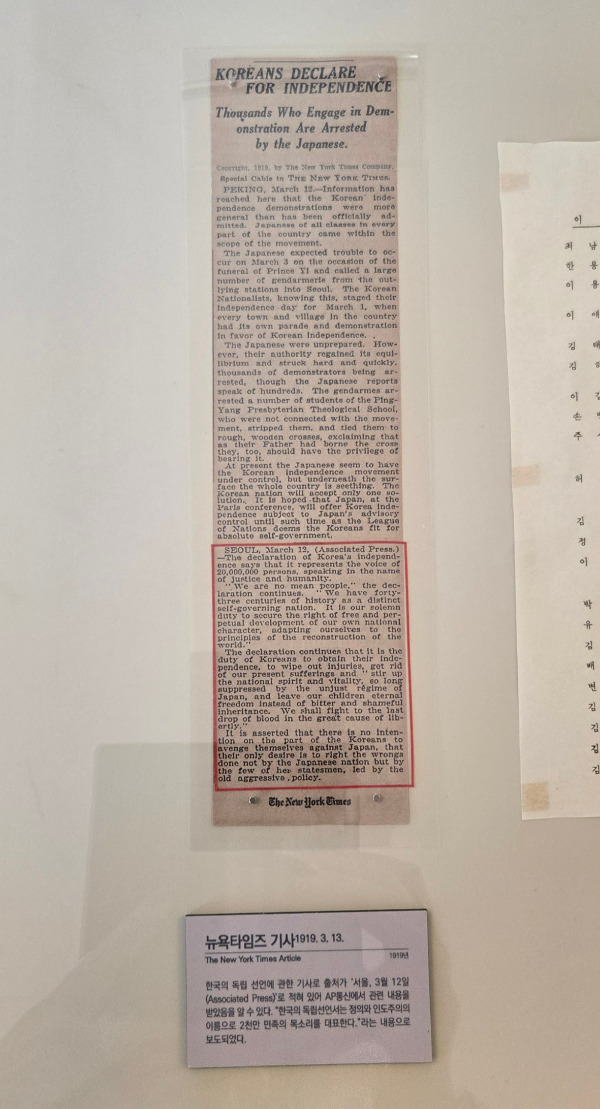 KOREANS DECLARE
FOR INDEPENDENCE
Thousands Who Engage in Dem-
onstration Are Arrested
by the Japanese.
Copyright, 1919, by The New York Times Company.
Special Cable to THE NEW YORK TIMES.
PEKING, March 12.—Information has
reached here that the Korean inde-
pendence demonstrations were more
general than has been officially ad-
mitted. Japanese of all classes in every
part of the country came within the
scope of the movement.
The Japanese expected trouble to oc-
cur on March 3 on the occasion of the
funeral of Prince Yi and called a large
number of gendarmerie from the out-
lying stations into Seoul. The Korean
Nationalists, knowing this, staged their
independence day for March 1, when
every town and village in the country
had its own parade and demonstration
in favor of Korean independence.
The Japanese were unprepared. How-
ever, their authority regained its equi-
librium and struck hard and quickly,
thousands of demonstrators being ar-
rested, though the Japanese reports
speak of hundreds. The gendarmes ar-
rested a number of students of the Ping-
Yang Presbyterian Theological School,
who were not connected with the move-
ment, stripped them, and tied them to
rough, wooden crosses, exclaiming that
as their Father had borne the cross
they, too, should have the privilege of
bearing it.
At present the Japanese seem to have
the Korean independence movement
under control, but underneath the sur-
face the whole country is seething. The
Korean nation will accept only one so-
lution. It is hoped that Japan, at the
Paris conference, will offer Korea inde-
pendence subject to Japan's advisory
control until such time as the League
of Nations deems the Koreans fit for
absolute self-government.
SEOUL, March 12, (Associated Press.)
—The declaration of Korea's independ-
ence says that it represents the voice of
20,000,000 persons, speaking in the name
of justice and humanity.
"We are no mean people," the dec-
laration continues. "We have forty-
three centuries of history as a distinct
self-governing nation. It is our solemn
duty to secure the right of free and per-
petual development of our own national
character, adapting ourselves to the
principles of the reconstruction of the
world."
The declaration continues that it is the
duty of Koreans to obtain their inde-
pendence, to wipe out injuries, get rid
of our present sufferings and "stir up
the national spirit and vitality, so long
suppressed by the unjust régime of
Japan, and leave our children eternal
freedom instead of bitter and shameful
inheritance. We shall fight to the last
drop of blood in the great cause of lib-
erty."
It is asserted that there is no inten-
tion on the part of the Koreans to
avenge themselves against Japan, that
their only desire is to right the wrongs
done not by the Japanese nation but by
the few of her statesmen, led by the
old aggressive policy.
The New York Times
뉴욕타임즈 기사 1919. 3. 13.
The New York Times Article
1919년
한국의 독립 선언에 관한 기사로 출처가 '서울, 3월 12일
(Associated Press)'로 적혀 있어 AP통신에서 관련 내용을
받았음을 알 수 있다. "한국의 독립선언서는 정의와 인도주의의
이름으로 2천만 민족의 목소리를 대표한다."라는 내용으로
보도되었다.
이
최 남
한 용
이 용
이
김
김
이
손
주
허
김
정
이
박
유
김
배
변
김
김
김
김